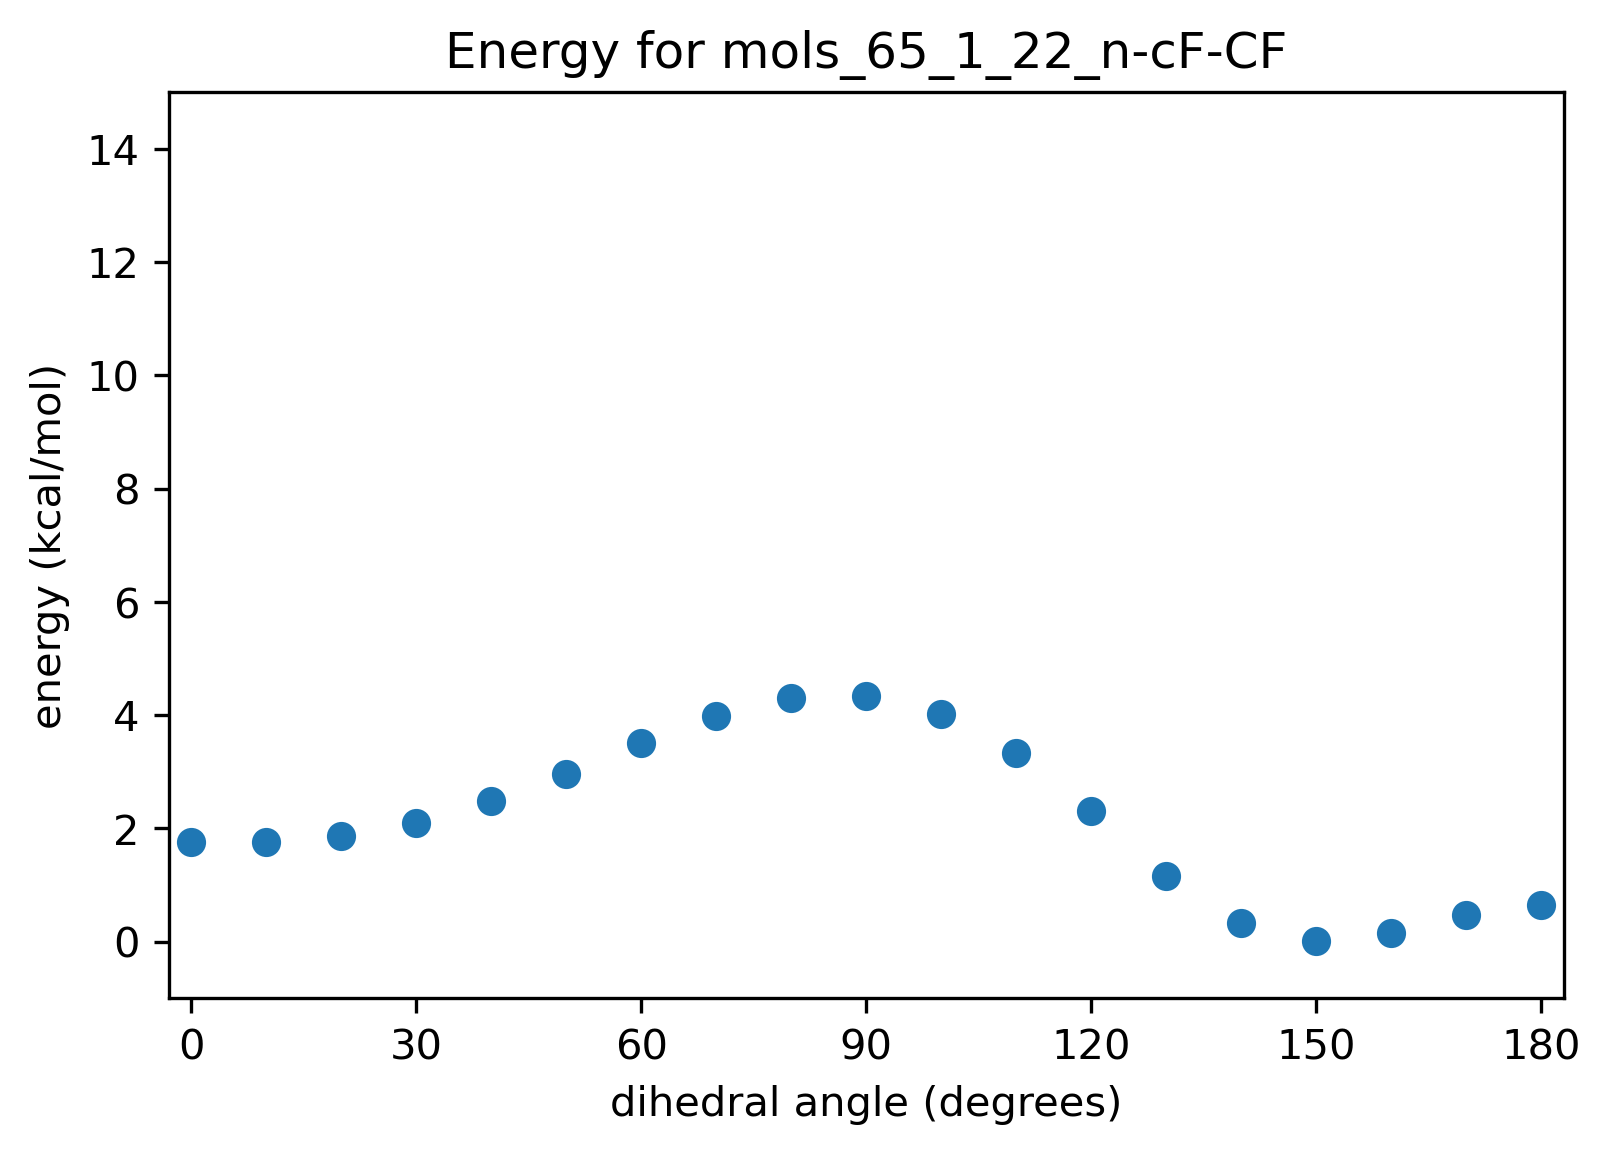 Energy for mols_65_1_22_n-cF-CF
energy (kcal/mol)
14
12
10
8
6
4
2
0
0 30 60 90 120 150 180
dihedral angle (degrees)